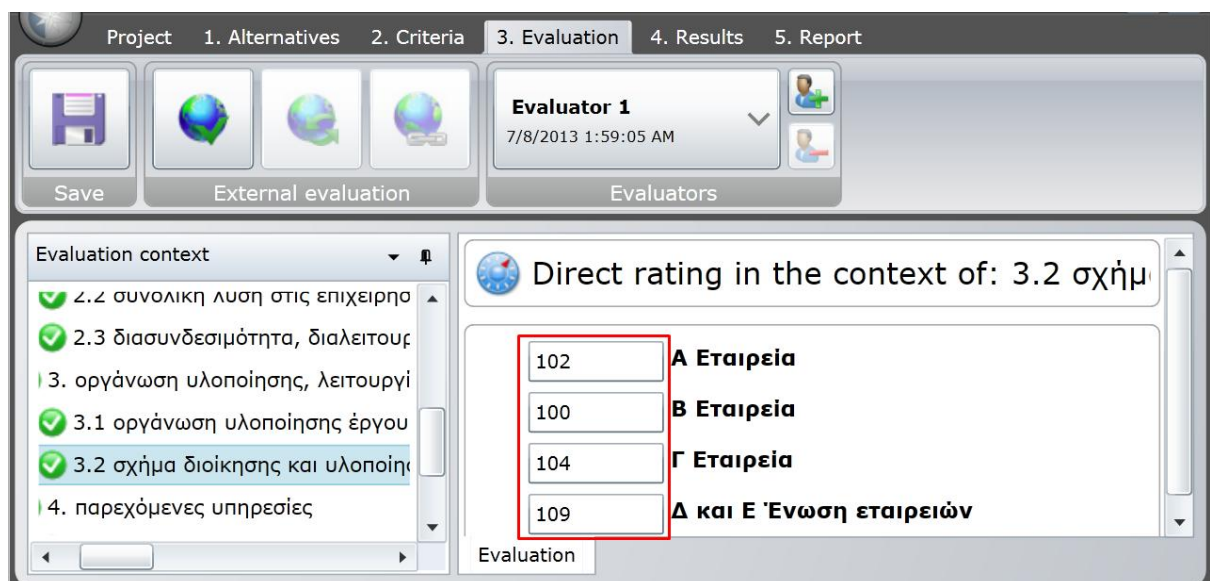 Project 1. Alternatives 2. Criteria 3. Evaluation 4. Results 5. Report
Evaluator 1
7/8/2013 1:59:05 AM
Save External evaluation Evaluators
Evaluation context
2.2 συνολική λύση στις επιχειρησ
2.3 διασυνδεσιμότητα, διαλειτουρ
3. οργάνωση υλοποίησης, λειτουργί
3.1 οργάνωση υλοποίησης έργου
3.2 σχήμα διοίκησης και υλοποίησ
4. παρεχόμενες υπηρεσίες
Direct rating in the context of: 3.2 σχήμ
102 Α Εταιρεία
100 Β Εταιρεία
104 Γ Εταιρεία
109 Δ και Ε Ένωση εταιρειών
Evaluation